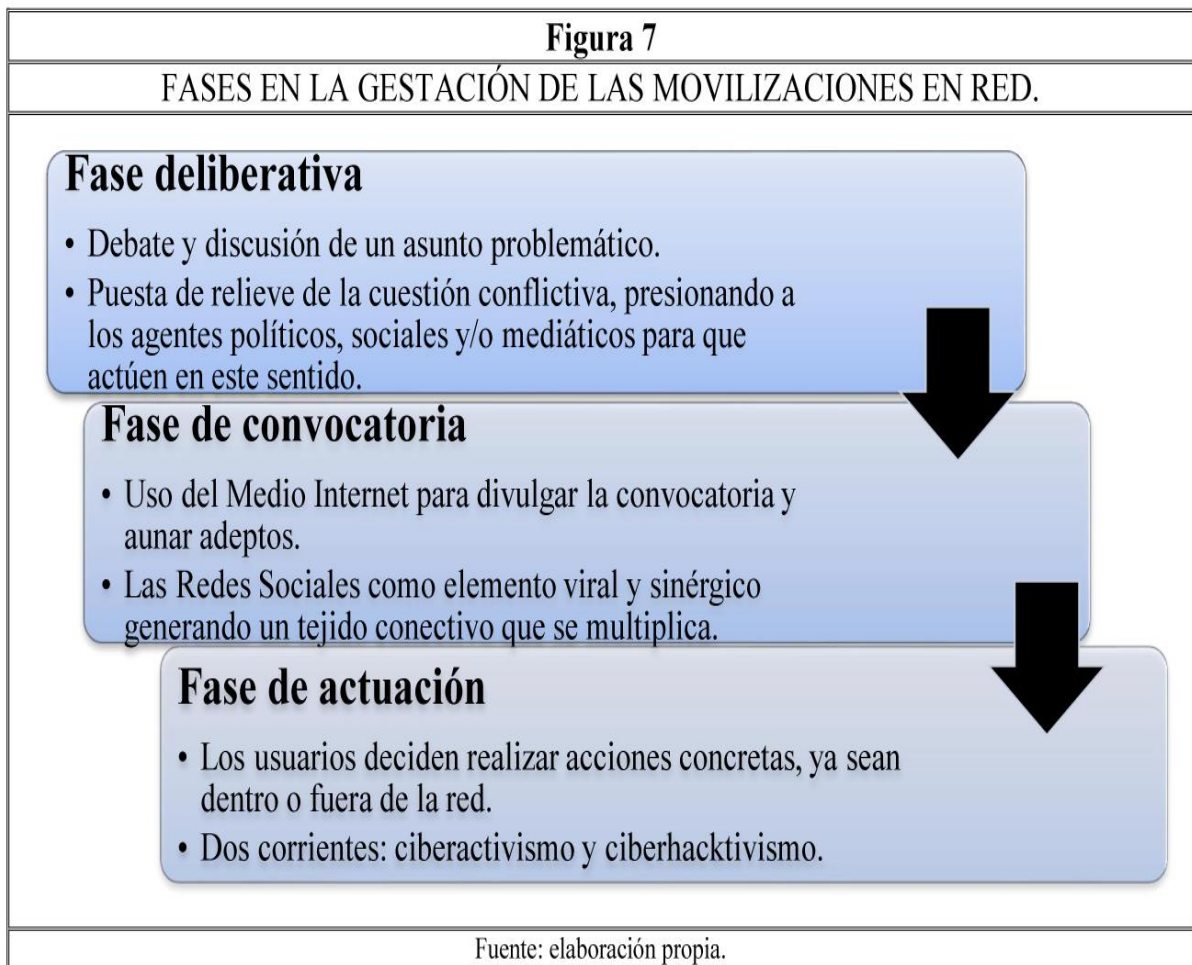 Figura 7
FASES EN LA GESTACIÓN DE LAS MOVILIZACIONES EN RED.
Fase deliberativa
• Debate y discusión de un asunto problemático.
• Puesta de relieve de la cuestión conflictiva, presionando a
los agentes políticos, sociales y/o mediáticos para que
actúen en este sentido.
Fase de convocatoria
• Uso del Medio Internet para divulgar la convocatoria y
aunar adeptos.
• Las Redes Sociales como elemento viral y sinérgico
generando un tejido conectivo que se multiplica.
Fase de actuación
• Los usuarios deciden realizar acciones concretas, ya sean
dentro o fuera de la red.
• Dos corrientes: ciberactivismo y ciberhacktivismo.
Fuente: elaboración propia.